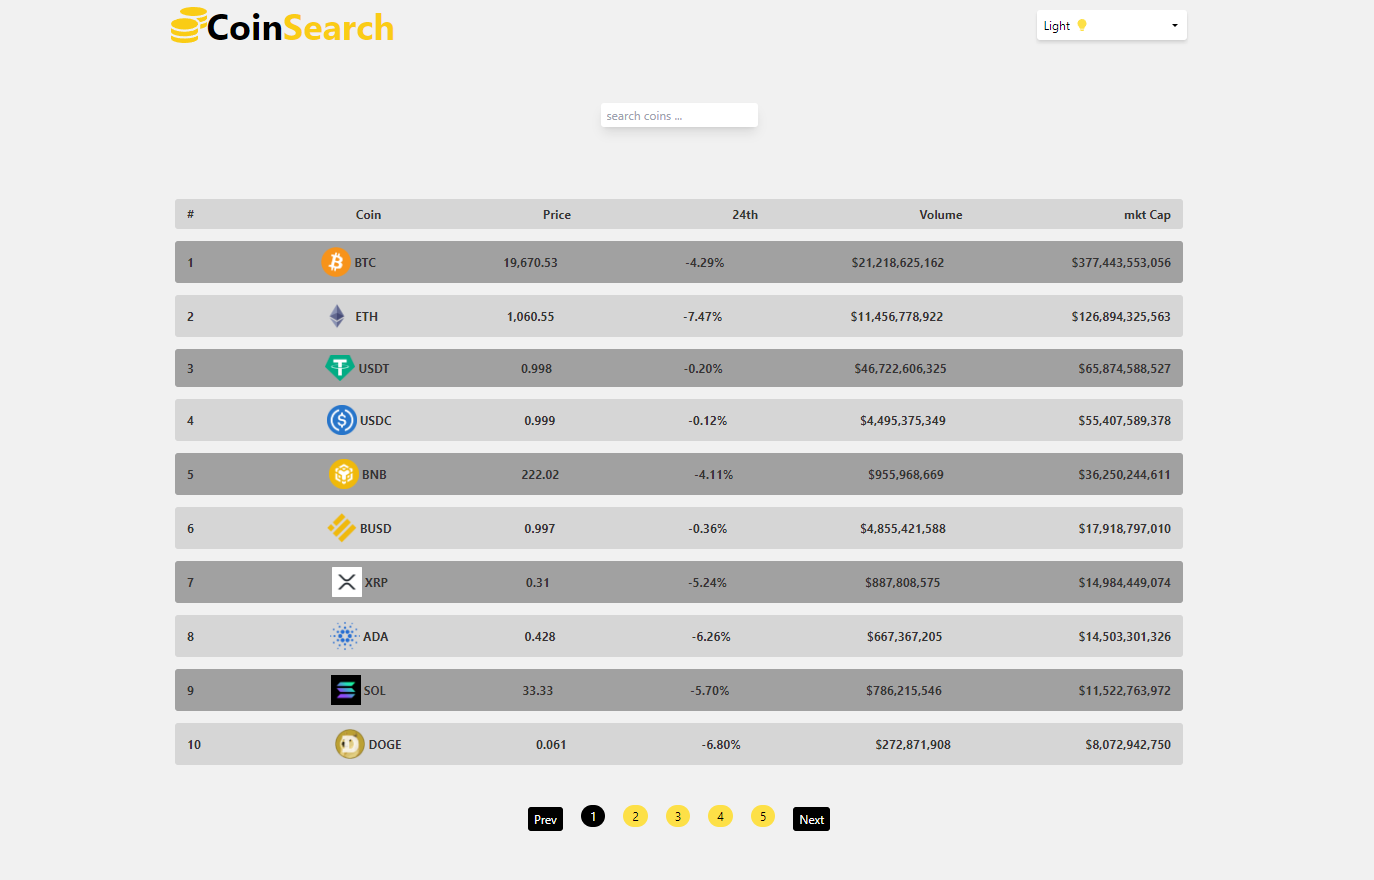 CoinSearch
Light
search coins ...
# Coin Price 24th Volume mkt Cap
1 BTC 19,670.53 -4.29% $21,218,625,162 $377,443,553,056
2 ETH 1,060.55 -7.47% $11,456,778,922 $126,894,325,563
3 USDT 0.998 -0.20% $46,722,606,325 $65,874,588,527
4 USDC 0.999 -0.12% $4,495,375,349 $55,407,589,378
5 BNB 222.02 -4.11% $955,968,669 $36,250,244,611
6 BUSD 0.997 -0.36% $4,855,421,588 $17,918,797,010
7 XRP 0.31 -5.24% $887,808,575 $14,984,449,074
8 ADA 0.428 -6.26% $667,367,205 $14,503,301,326
9 SOL 33.33 -5.70% $786,215,546 $11,522,763,972
10 DOGE 0.061 -6.80% $272,871,908 $8,072,942,750
Prev 1 2 3 4 5 Next